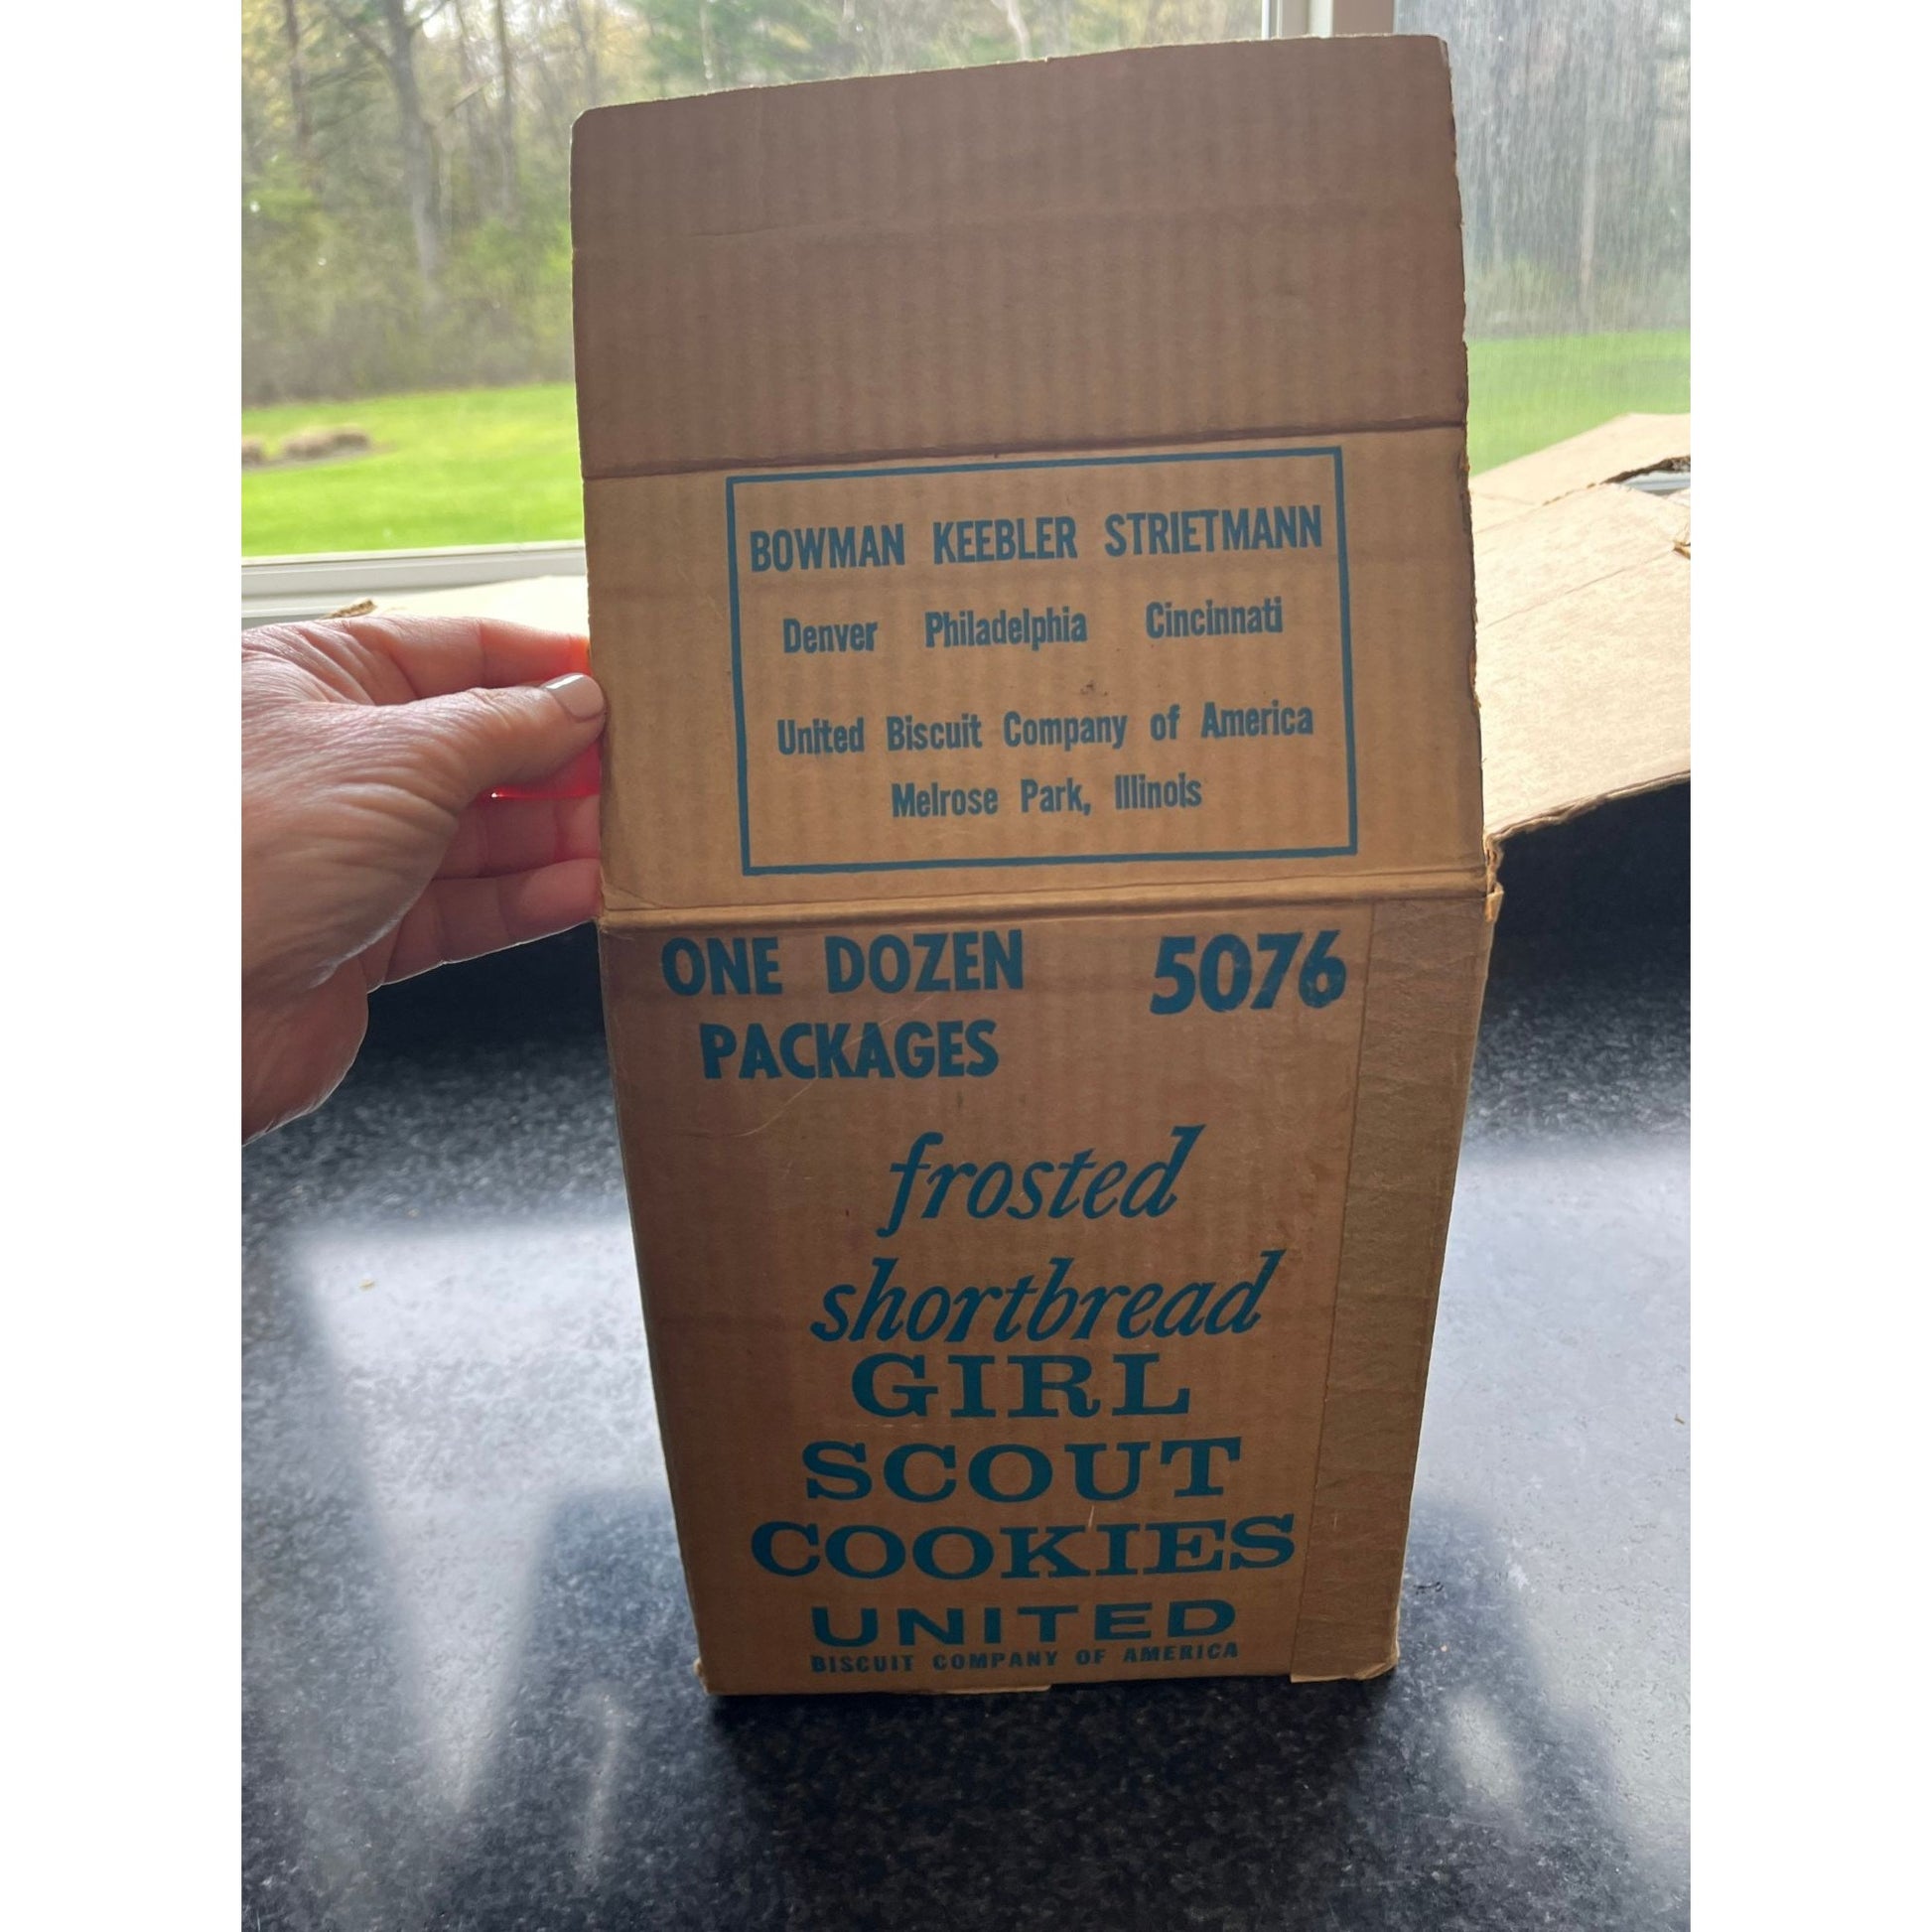 BOWMAN KEEBLER STRIETMANN
Denver Philadelphia Cincinnati
United Biscuit Company of America
Melrose Park, Illinois
ONE DOZEN 5076
PACKAGES
frosted
shortbread
GIRL
SCOUT
COOKIES
UNITED
BISCUIT COMPANY OF AMERICA